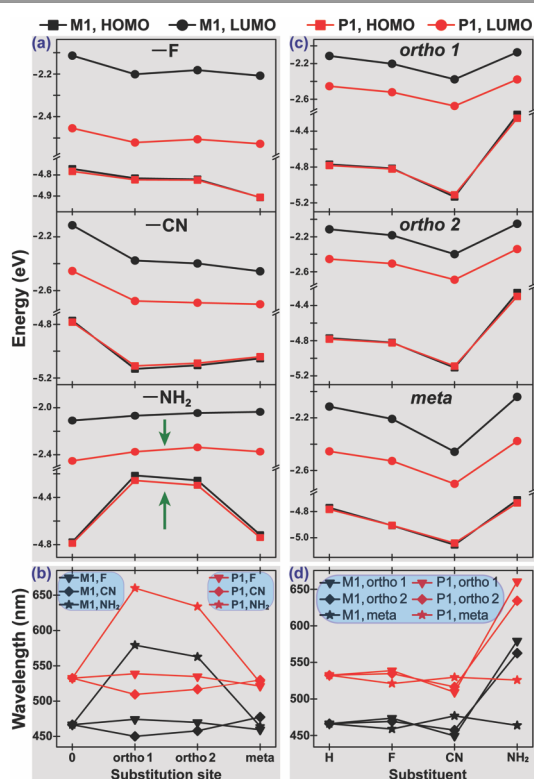 M1, HOMO M1, LUMO P1, HOMO P1, LUMO
(a) —F
−2.2
−2.4
−4.8
−4.9
—CN
−2.2
−2.6
−4.8
−5.2
—NH₂
−2.0
−2.4
−4.4
−4.8
Energy (eV)
(c) ortho 1
−2.2
−2.6
−4.4
−4.8
ortho 2
−2.2
−2.6
−4.4
−4.8
meta
−2.2
−2.6
−4.8
−5.0
(b)
M1, F P1, F
M1, CN P1, CN
M1, NH₂ P1, NH₂
650
600
550
500
450
Wavelength (nm)
0 ortho 1 ortho 2 meta
Substitution site
(d)
M1, ortho 1 P1, ortho 1
M1, ortho 2 P1, ortho 2
M1, meta P1, meta
650
600
550
500
450
H F CN NH₂
Substituent